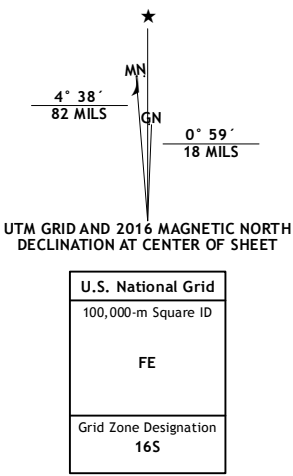 ★
MN
4° 38´
82 MILS
GN
0° 59´
18 MILS
UTM GRID AND 2016 MAGNETIC NORTH
DECLINATION AT CENTER OF SHEET
U.S. National Grid
100,000-m Square ID
FE
Grid Zone Designation
16S